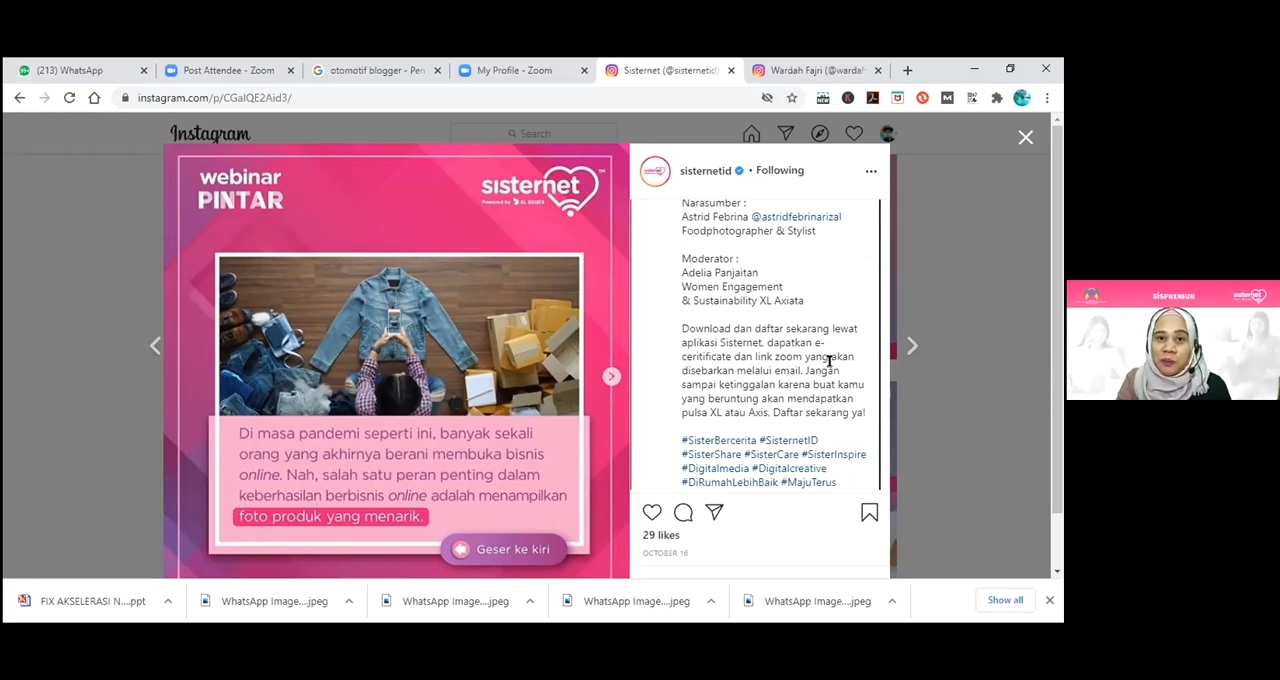 (213) WhatsApp
Post Attendee - Zoom
otomotif blogger - Pen
My Profile - Zoom
Sisternet (@sisternetid)
Wardah Fajri (@wardah
instagram.com/p/CGalQE2Aid3/
Instagram
Search
webinar
PINTAR
sisternet
TM
Powered by XL AXIATA
Di masa pandemi seperti ini, banyak sekali
orang yang akhirnya berani membuka bisnis
online. Nah, salah satu peran penting dalam
keberhasilan berbisnis online adalah menampilkan
foto produk yang menarik.
Geser ke kiri
sisternetid • Following
Narasumber :
Astrid Febrina @astridfebrinarizal
Foodphotographer & Stylist
Moderator :
Adelia Panjaitan
Women Engagement
& Sustainability XL Axiata
Download dan daftar sekarang lewat
aplikasi Sisternet, dapatkan e-
ceritificate dan link zoom yang akan
disebarkan melalui email. Jangan
sampai ketinggalan karena buat kamu
yang beruntung akan mendapatkan
pulsa XL atau Axis. Daftar sekarang ya!
#SisterBercerita #SisternetID
#SisterShare #SisterCare #SisterInspire
#Digitalmedia #Digitalcreative
#DiRumahLebihBaik #MajuTerus
29 likes
OCTOBER 16
SISPRENEUR
sisternet
FIX AKSELERASI N....ppt
WhatsApp Image....jpeg
WhatsApp Image....jpeg
WhatsApp Image....jpeg
WhatsApp Image....jpeg
Show all